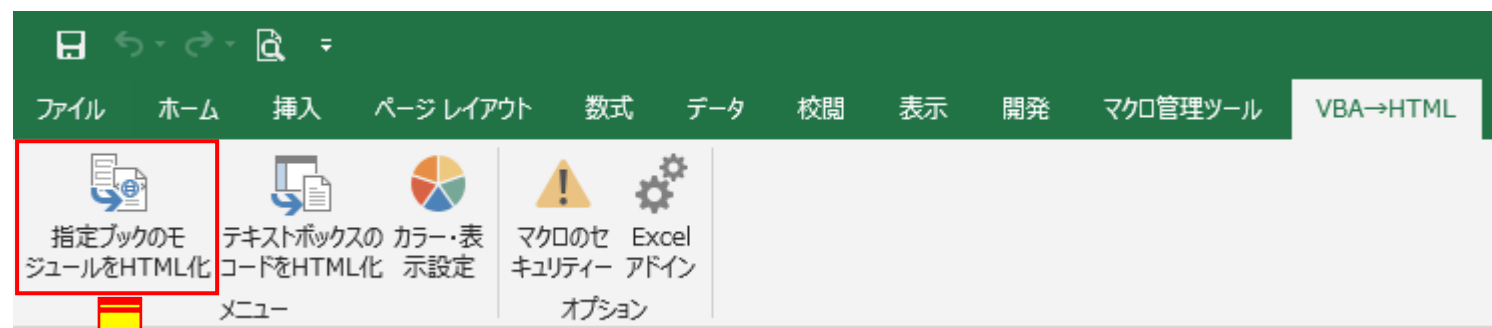 ファイル ホーム 挿入 ページ レイアウト 数式 データ 校閲 表示 開発 マクロ管理ツール VBA→HTML
指定ブックのモ
ジュールをHTML化
テキストボックスの
コードをHTML化
カラー・表
示設定
マクロのセ
キュリティー
Excel
アドイン
メニュー
オプション